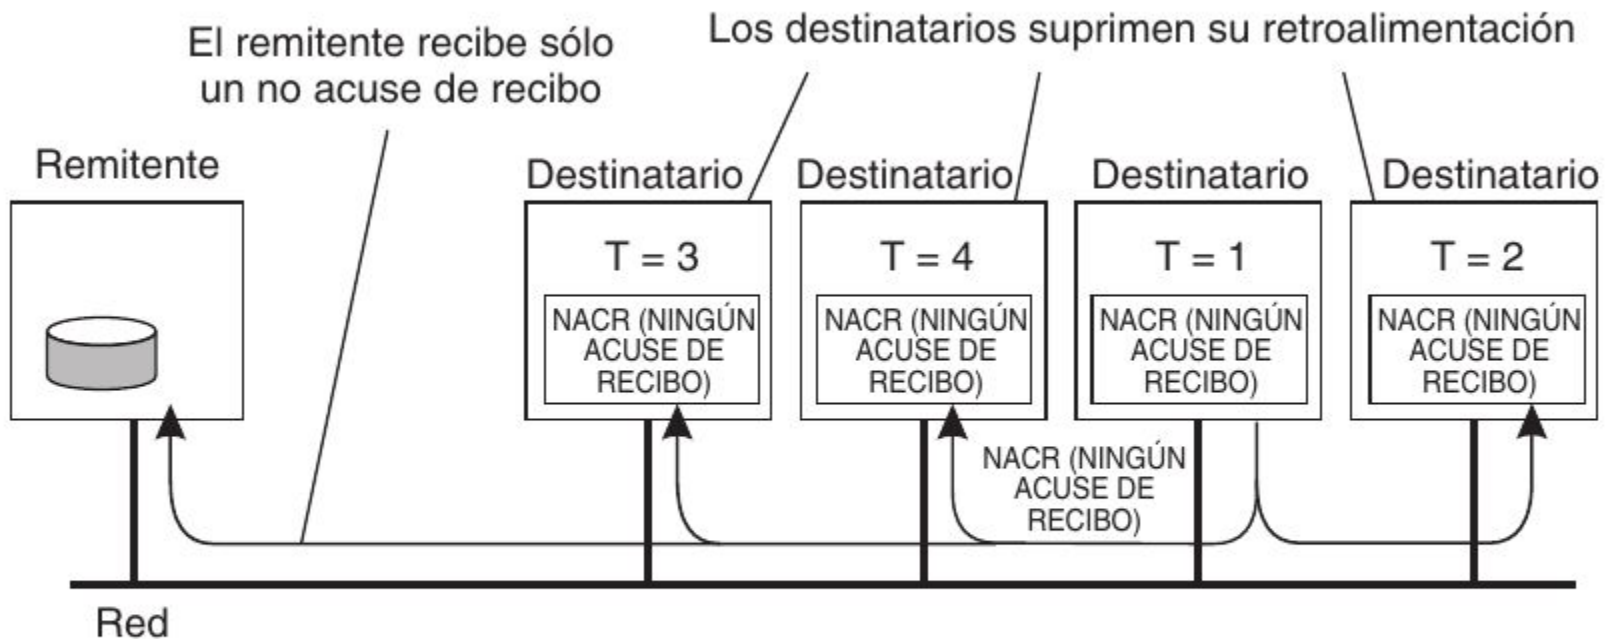 El remitente recibe sólo
un no acuse de recibo
Los destinatarios suprimen su retroalimentación
Remitente
Destinatario
Destinatario
Destinatario
Destinatario
T = 3
NACR (NINGÚN
ACUSE DE
RECIBO)
T = 4
NACR (NINGÚN
ACUSE DE
RECIBO)
T = 1
NACR (NINGÚN
ACUSE DE
RECIBO)
T = 2
NACR (NINGÚN
ACUSE DE
RECIBO)
NACR (NINGÚN
ACUSE DE
RECIBO)
Red